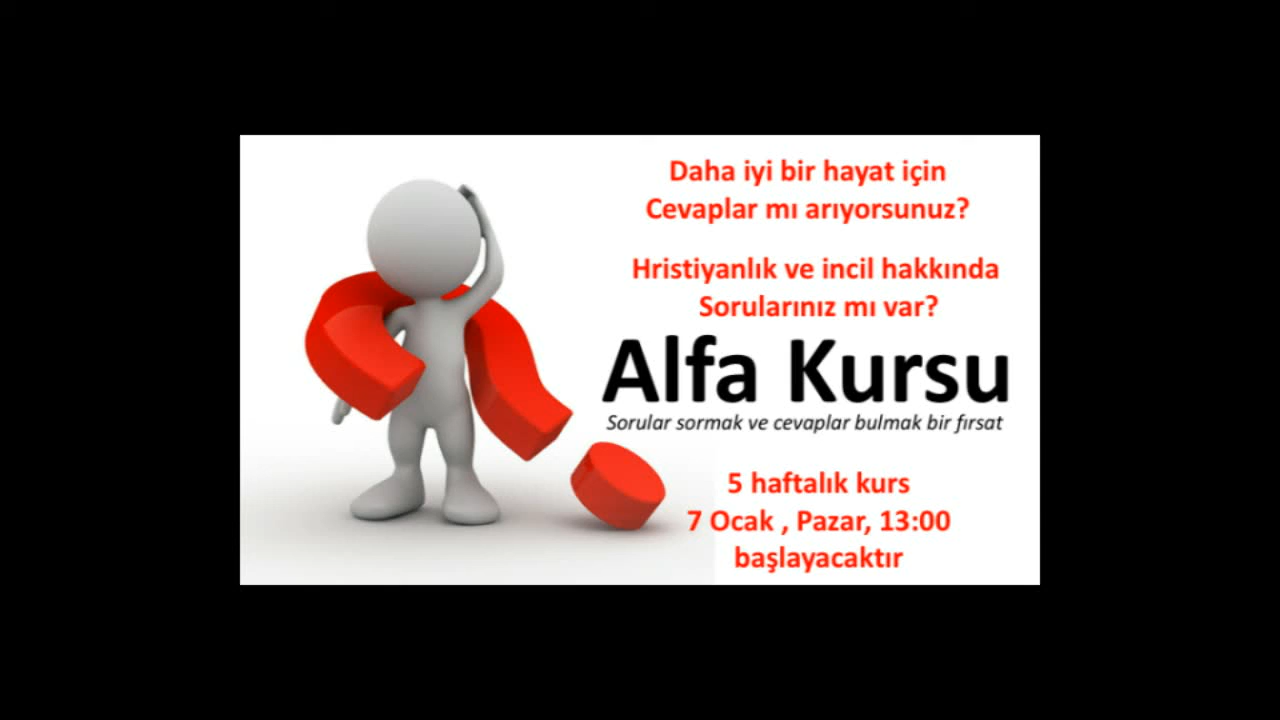 Daha iyi bir hayat için
Cevaplar mı arıyorsunuz?
Hristiyanlık ve incil hakkında
Sorularınız mı var?
Alfa Kursu
Sorular sormak ve cevaplar bulmak bir fırsat
5 haftalık kurs
7 Ocak , Pazar, 13:00
başlayacaktır